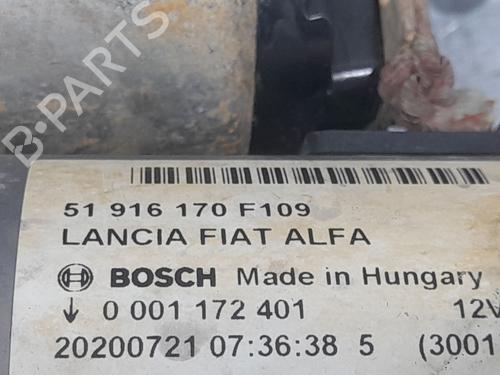 B-PARTS
51 916 170 F109
LANCIA FIAT ALFA
BOSCH Made in Hungary
0 001 172 401 12V
20200721 07:36:38 5 (3001